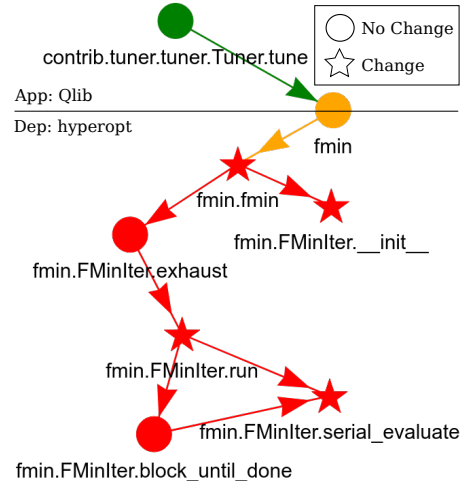 No Change
Change
contrib.tuner.tuner.Tuner.tune
App: Qlib
Dep: hyperopt
fmin
fmin.fmin
fmin.FMinIter.__init__
fmin.FMinIter.exhaust
fmin.FMinIter.run
fmin.FMinIter.serial_evaluate
fmin.FMinIter.block_until_done